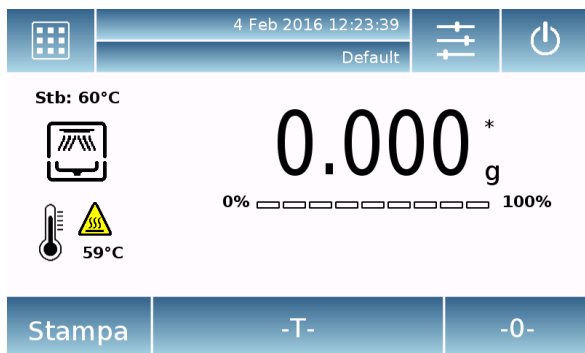 4 Feb 2016 12:23:39
Default
Stb: 60°C
0.000 *
g
0% 100%
59°C
Stampa -T- -0-